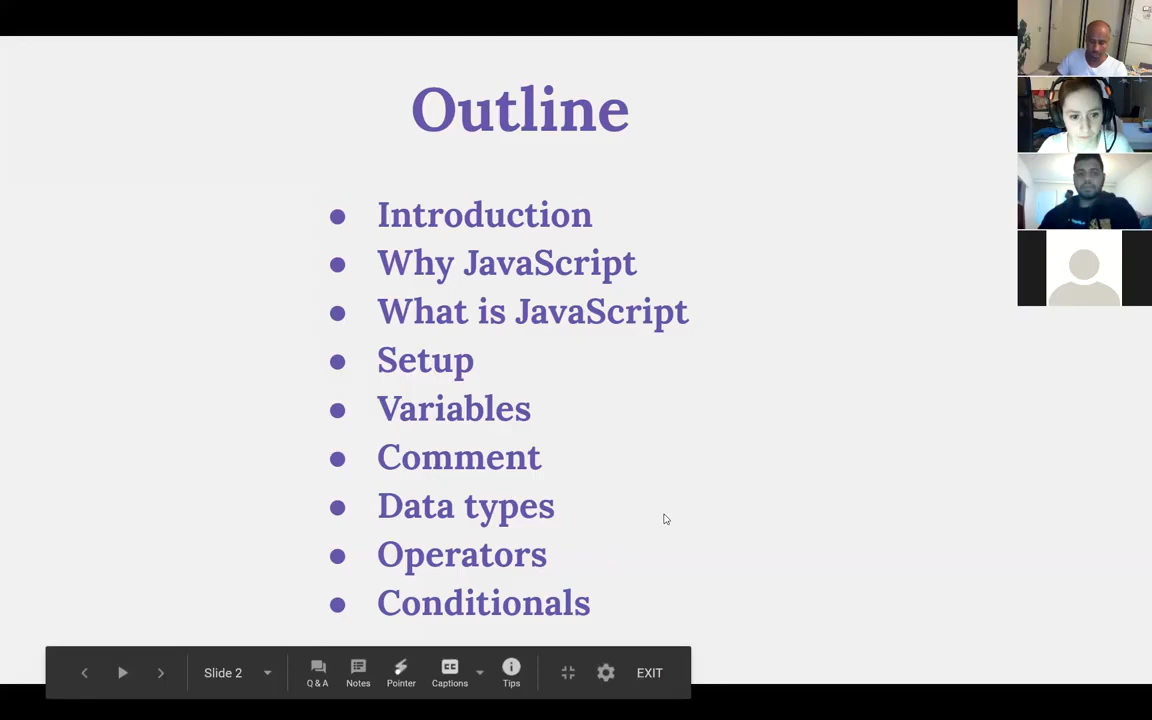 Outline
Introduction
Why JavaScript
What is JavaScript
Setup
Variables
Comment
Data types
Operators
Conditionals
Slide 2
Q & A
Notes
Pointer
CC
Captions
Tips
EXIT